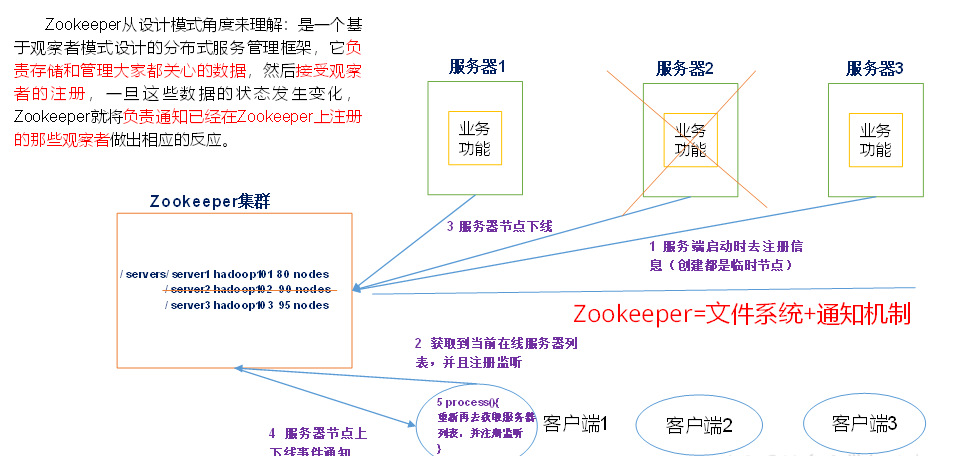 Zookeeper从设计模式角度来理解：是一个基
于观察者模式设计的分布式服务管理框架，它负
责存储和管理大家都关心的数据，然后接受观察
者的注册，一旦这些数据的状态发生变化，
Zookeeper就将负责通知已经在Zookeeper上注册
的那些观察者做出相应的反应。
服务器1
服务器2
服务器3
业务
功能
业务
功能
业务
功能
Zookeeper集群
3 服务器节点下线
1 服务端启动时去注册信
息（创建都是临时节点）
/servers/server1 hadoop101 80 nodes
/server2 hadoop102 90 nodes
/server3 hadoop103 95 nodes
Zookeeper=文件系统+通知机制
2 获取到当前在线服务器列
表，并且注册监听
5 process(){
重新再去获取服务器
列表，并注册监听
}
客户端1
客户端2
客户端3
4 服务器节点上
下线事件通知